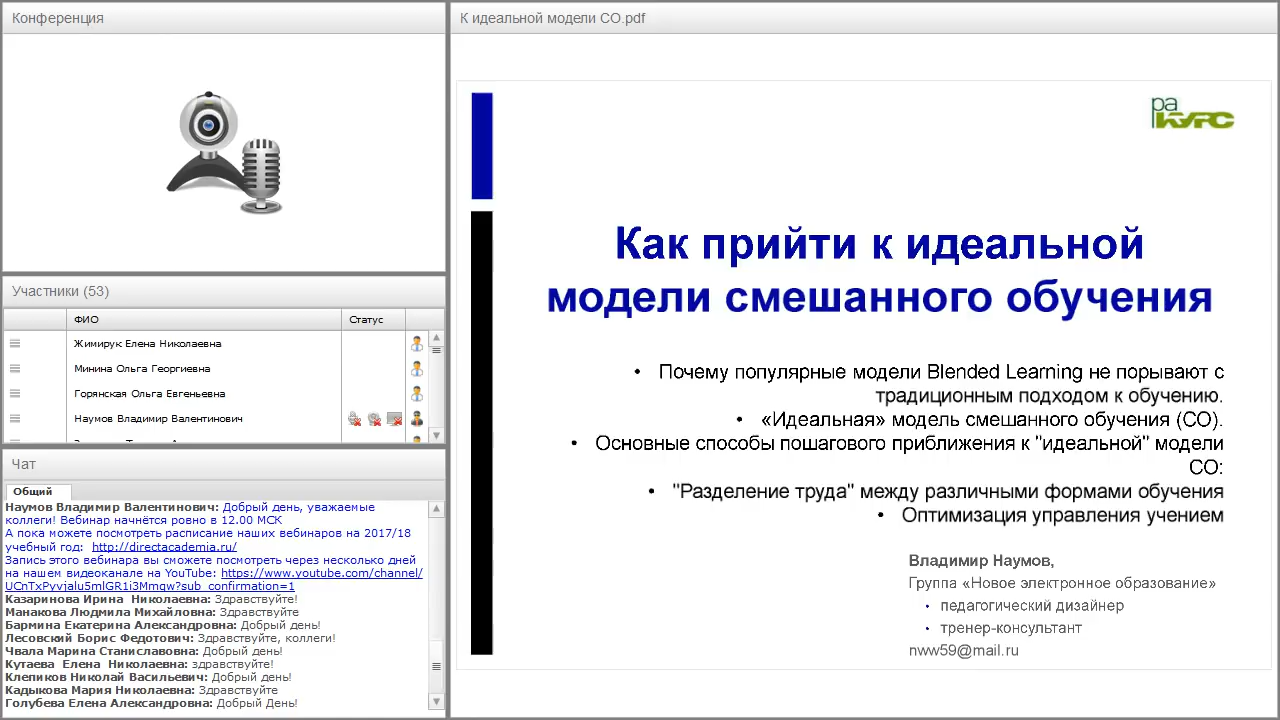 Конференция
Участники (53)
ФИО
Статус
Жимирук Елена Николаевна
Минина Ольга Георгиевна
Горянская Ольга Евгеньевна
Наумов Владимир Валентинович
Чат
Общий
Наумов Владимир Валентинович: Добрый день, уважаемые
коллеги! Вебинар начнётся ровно в 12.00 МСК
А пока можете посмотреть расписание наших вебинаров на 2017/18
учебный год: http://directacademia.ru/
Запись этого вебинара вы сможете посмотреть через несколько дней
на нашем видеоканале на YouTube: https://www.youtube.com/channel/
UCnTxPyvjalu5mlGR1i3Mmqw?sub_confirmation=1
Казаринова Ирина Николаевна: Здравствуйте!
Манакова Людмила Михайловна: Здравствуйте
Бармина Екатерина Александровна: Добрый день!
Лесовский Борис Федотович: Здравствуйте, коллеги!
Чвала Марина Станиславовна: Добрый день!
Кутаева Елена Николаевна: здравствуйте!
Клепиков Николай Васильевич: Добрый день!
Кадыкова Мария Николаевна: Здравствуйте
Голубева Елена Александровна: Добрый День!
К идеальной модели СО.pdf
ра
курс
Как прийти к идеальной
модели смешанного обучения
• Почему популярные модели Blended Learning не порывают с
традиционным подходом к обучению.
• «Идеальная» модель смешанного обучения (СО).
• Основные способы пошагового приближения к "идеальной" модели
СО:
• "Разделение труда" между различными формами обучения
• Оптимизация управления учением
Владимир Наумов,
Группа «Новое электронное образование»
• педагогический дизайнер
• тренер-консультант
nvw59@mail.ru